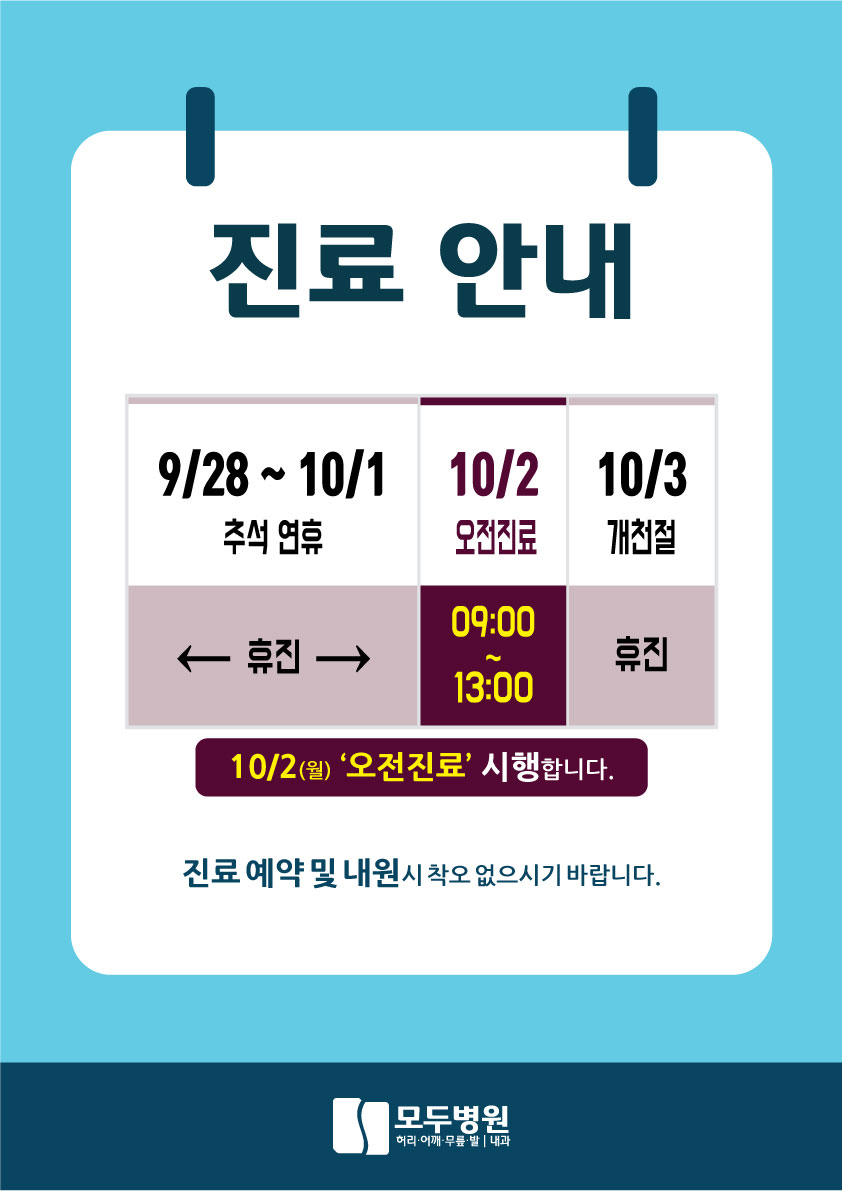 진료 안내
9/28 ~ 10/1
추석 연휴
10/2
오전진료
10/3
개천절
← 휴진 →
09:00
~
13:00
휴진
10/2(월) ‘오전진료’ 시행합니다.
진료 예약 및 내원시 착오 없으시기 바랍니다.
모두병원
허리·어깨·무릎·발 | 내과